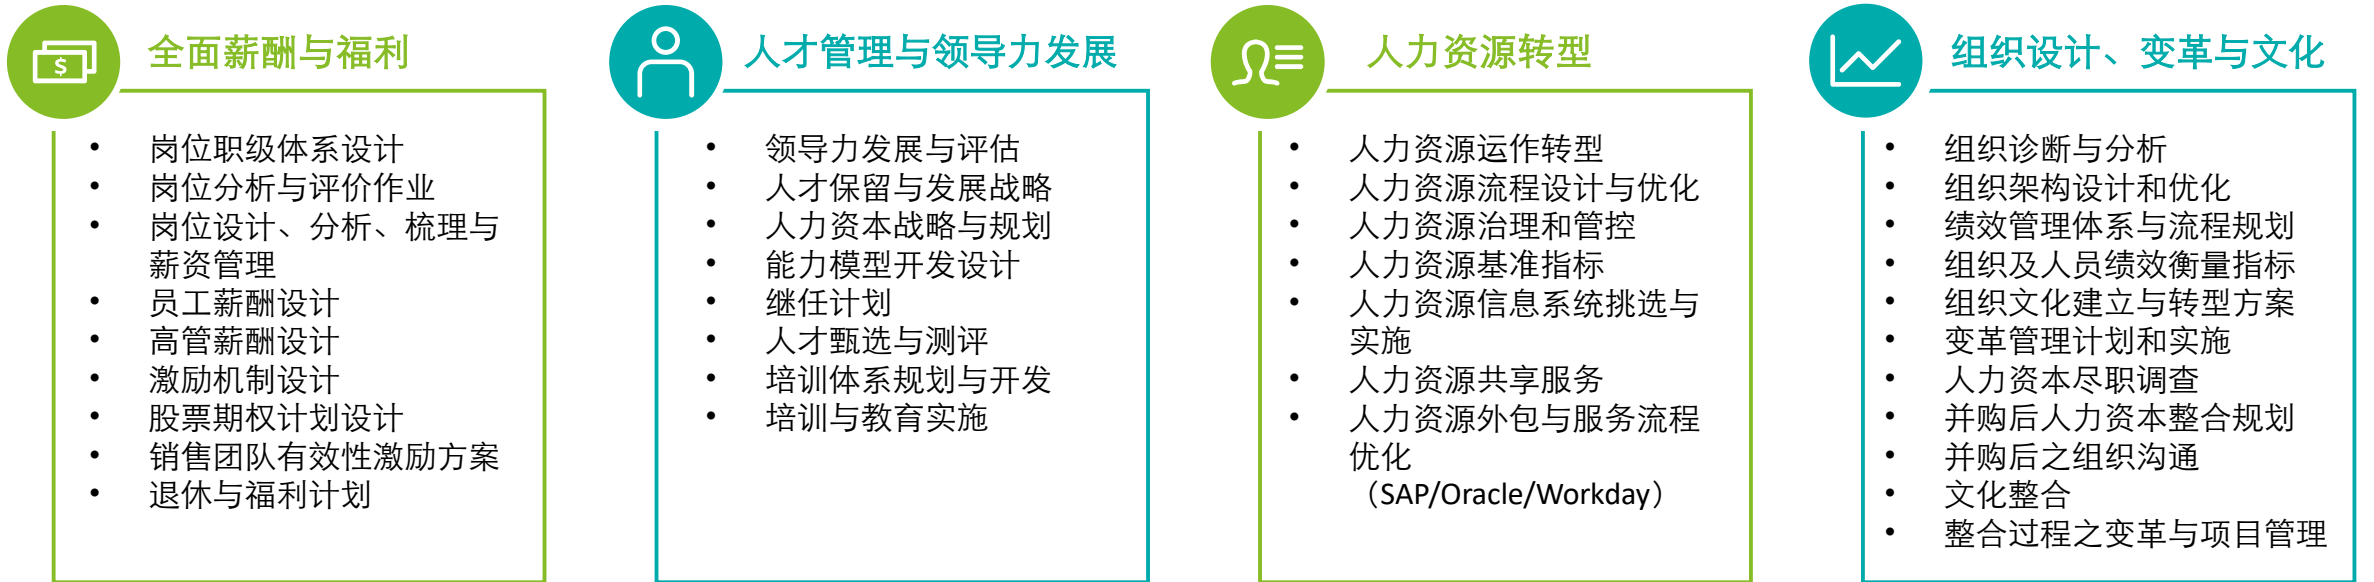 $
全面薪酬与福利
岗位职级体系设计
岗位分析与评价作业
岗位设计、分析、梳理与
薪资管理
员工薪酬设计
高管薪酬设计
激励机制设计
股票期权计划设计
销售团队有效性激励方案
退休与福利计划
人才管理与领导力发展
领导力发展与评估
人才保留与发展战略
人力资本战略与规划
能力模型开发设计
继任计划
人才甄选与测评
培训体系规划与开发
培训与教育实施
人力资源转型
人力资源运作转型
人力资源流程设计与优化
人力资源治理和管控
人力资源基准指标
人力资源信息系统挑选与
实施
人力资源共享服务
人力资源外包与服务流程
优化
（SAP/Oracle/Workday）
组织设计、变革与文化
组织诊断与分析
组织架构设计和优化
绩效管理体系与流程规划
组织及人员绩效衡量指标
组织文化建立与转型方案
变革管理计划和实施
人力资本尽职调查
并购后人力资本整合规划
并购后之组织沟通
文化整合
整合过程之变革与项目管理